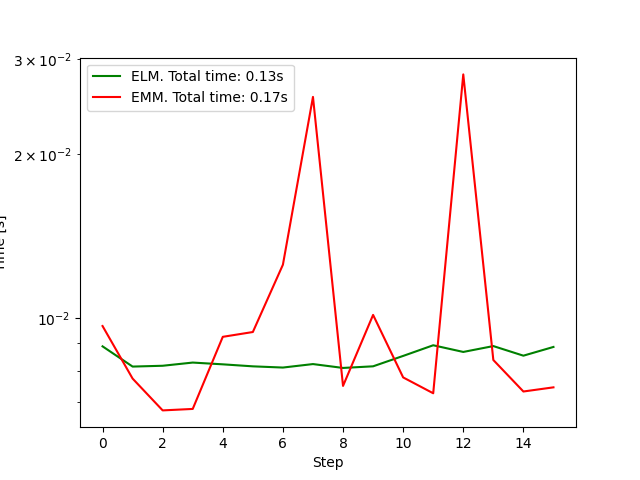 3 × 10⁻²
2 × 10⁻²
10⁻²
Time [s]
ELM. Total time: 0.13s
EMM. Total time: 0.17s
0 2 4 6 8 10 12 14
Step